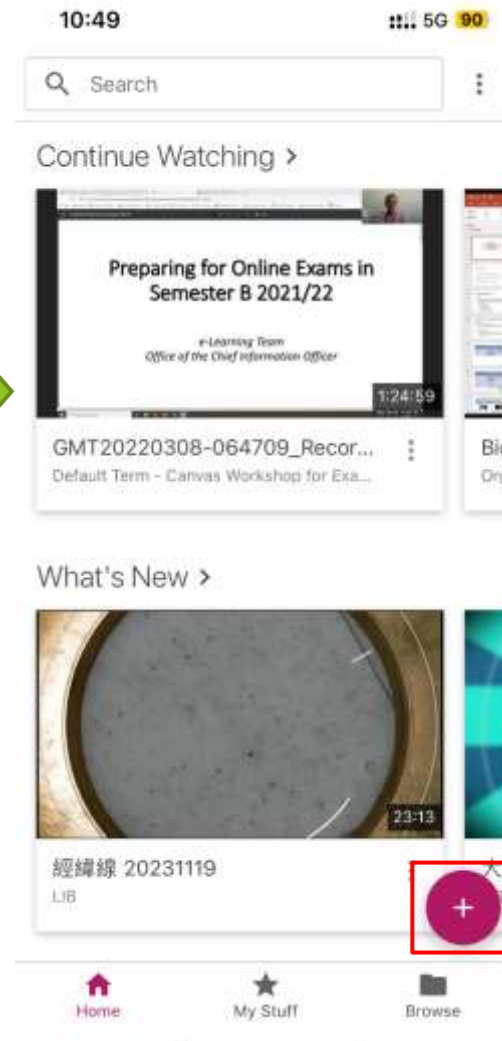 10:49
5G 90
Search
Continue Watching >
Preparing for Online Exams in
Semester B 2021/22
e-Learning Team
Office of the Chief Information Officer
1:24:59
GMT20220308-064709_Recor...
Default Term - Canvas Workshop for Exa...
What's New >
23:13
經緯線 20231119
LIB
+
Home
My Stuff
Browse